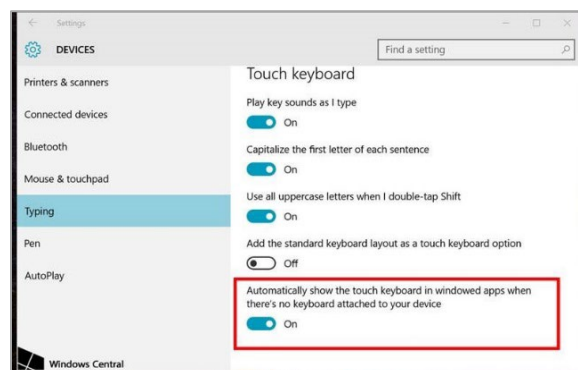 Settings
DEVICES
Find a setting
Printers & scanners
Connected devices
Bluetooth
Mouse & touchpad
Typing
Pen
AutoPlay
Touch keyboard
Play key sounds as I type
On
Capitalize the first letter of each sentence
On
Use all uppercase letters when I double-tap Shift
On
Add the standard keyboard layout as a touch keyboard option
Off
Automatically show the touch keyboard in windowed apps when
there's no keyboard attached to your device
On
Windows Central